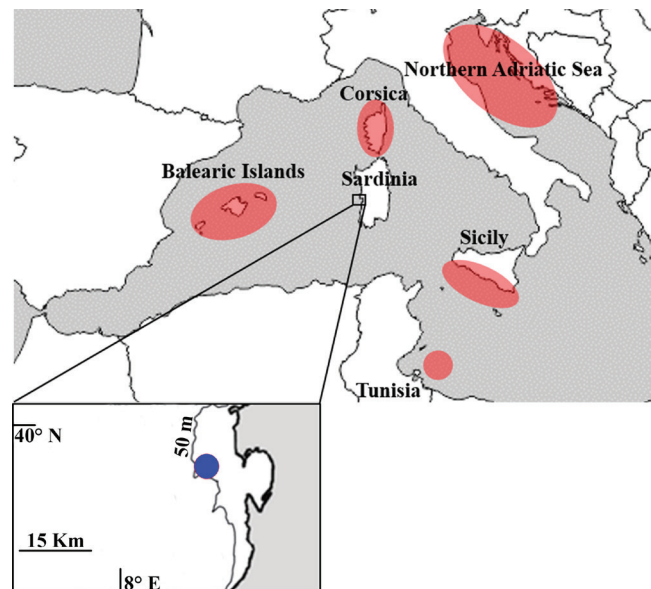 Northern Adriatic Sea
Corsica
Balearic Islands
Sardinia
Sicily
Tunisia
40° N
50 m
15 Km
8° E